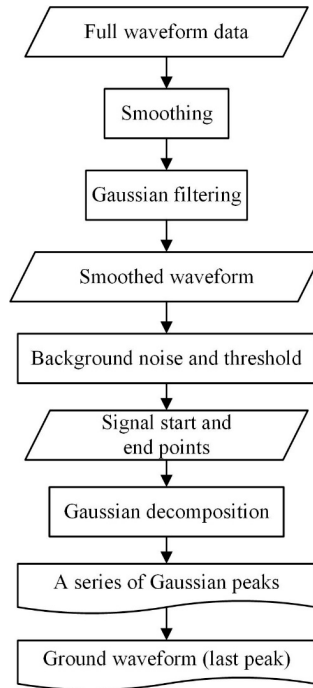 Full waveform data
Smoothing
Gaussian filtering
Smoothed waveform
Background noise and threshold
Signal start and
end points
Gaussian decomposition
A series of Gaussian peaks
Ground waveform (last peak)